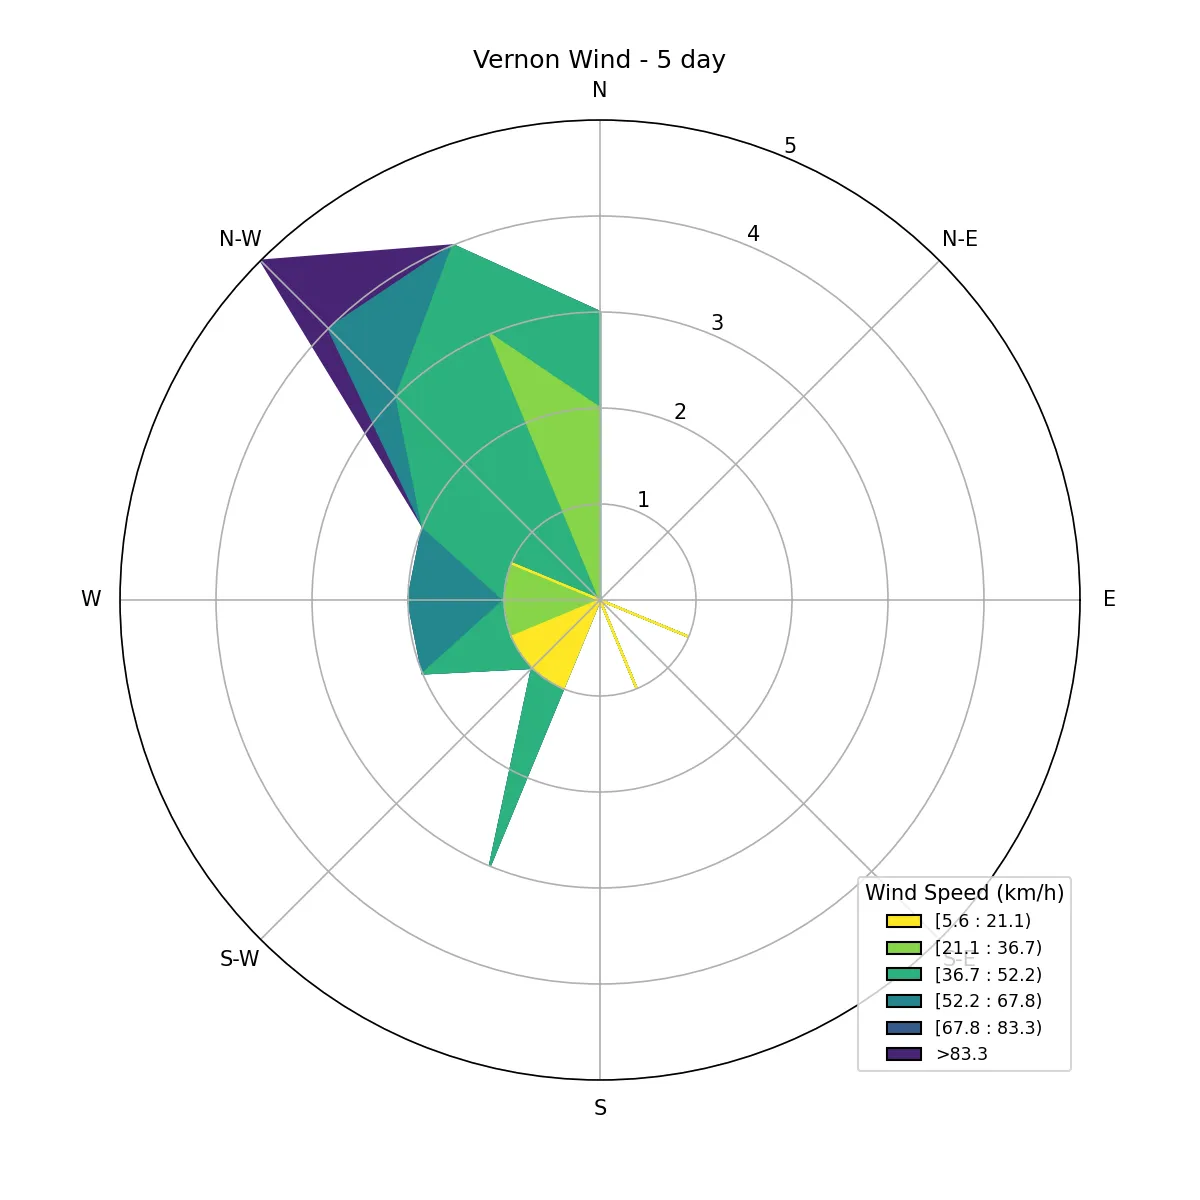 Vernon Wind - 5 day
N
5
N-W
4
N-E
3
2
1
W
E
S-W
S-E
S
Wind Speed (km/h)
[5.6 : 21.1)
[21.1 : 36.7)
[36.7 : 52.2)
[52.2 : 67.8)
[67.8 : 83.3)
>83.3